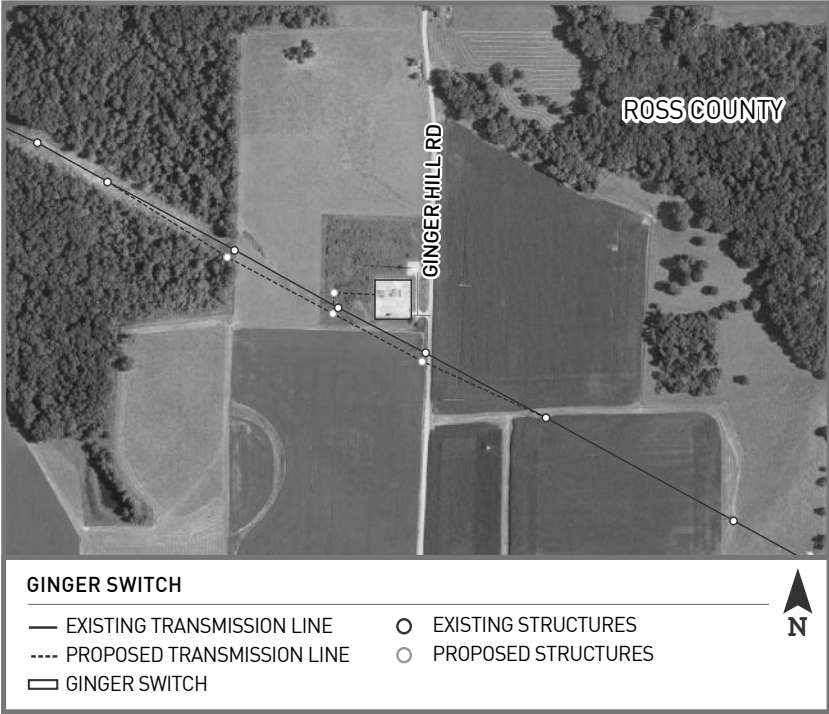 ROSS COUNTY
GINGER HILL RD
GINGER SWITCH
EXISTING TRANSMISSION LINE
EXISTING STRUCTURES
PROPOSED TRANSMISSION LINE
PROPOSED STRUCTURES
GINGER SWITCH
N